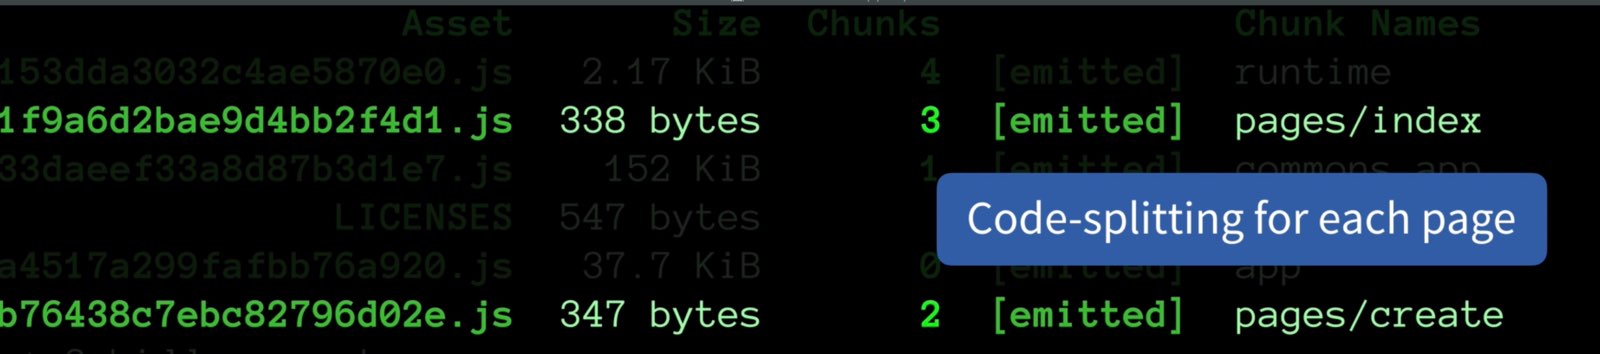 Asset Size Chunks Chunk Names
153dda3032c4ae5870e0.js 2.17 KiB 4 [emitted] runtime
1f9a6d2bae9d4bb2f4d1.js 338 bytes 3 [emitted] pages/index
33daeef33a8d87b3d1e7.js 152 KiB 1 [emitted] commons.app
Code-splitting for each page
LICENSES 547 bytes
a4517a299fafbb76a920.js 37.7 KiB 0 [emitted] app
b76438c7ebc82796d02e.js 347 bytes 2 [emitted] pages/create